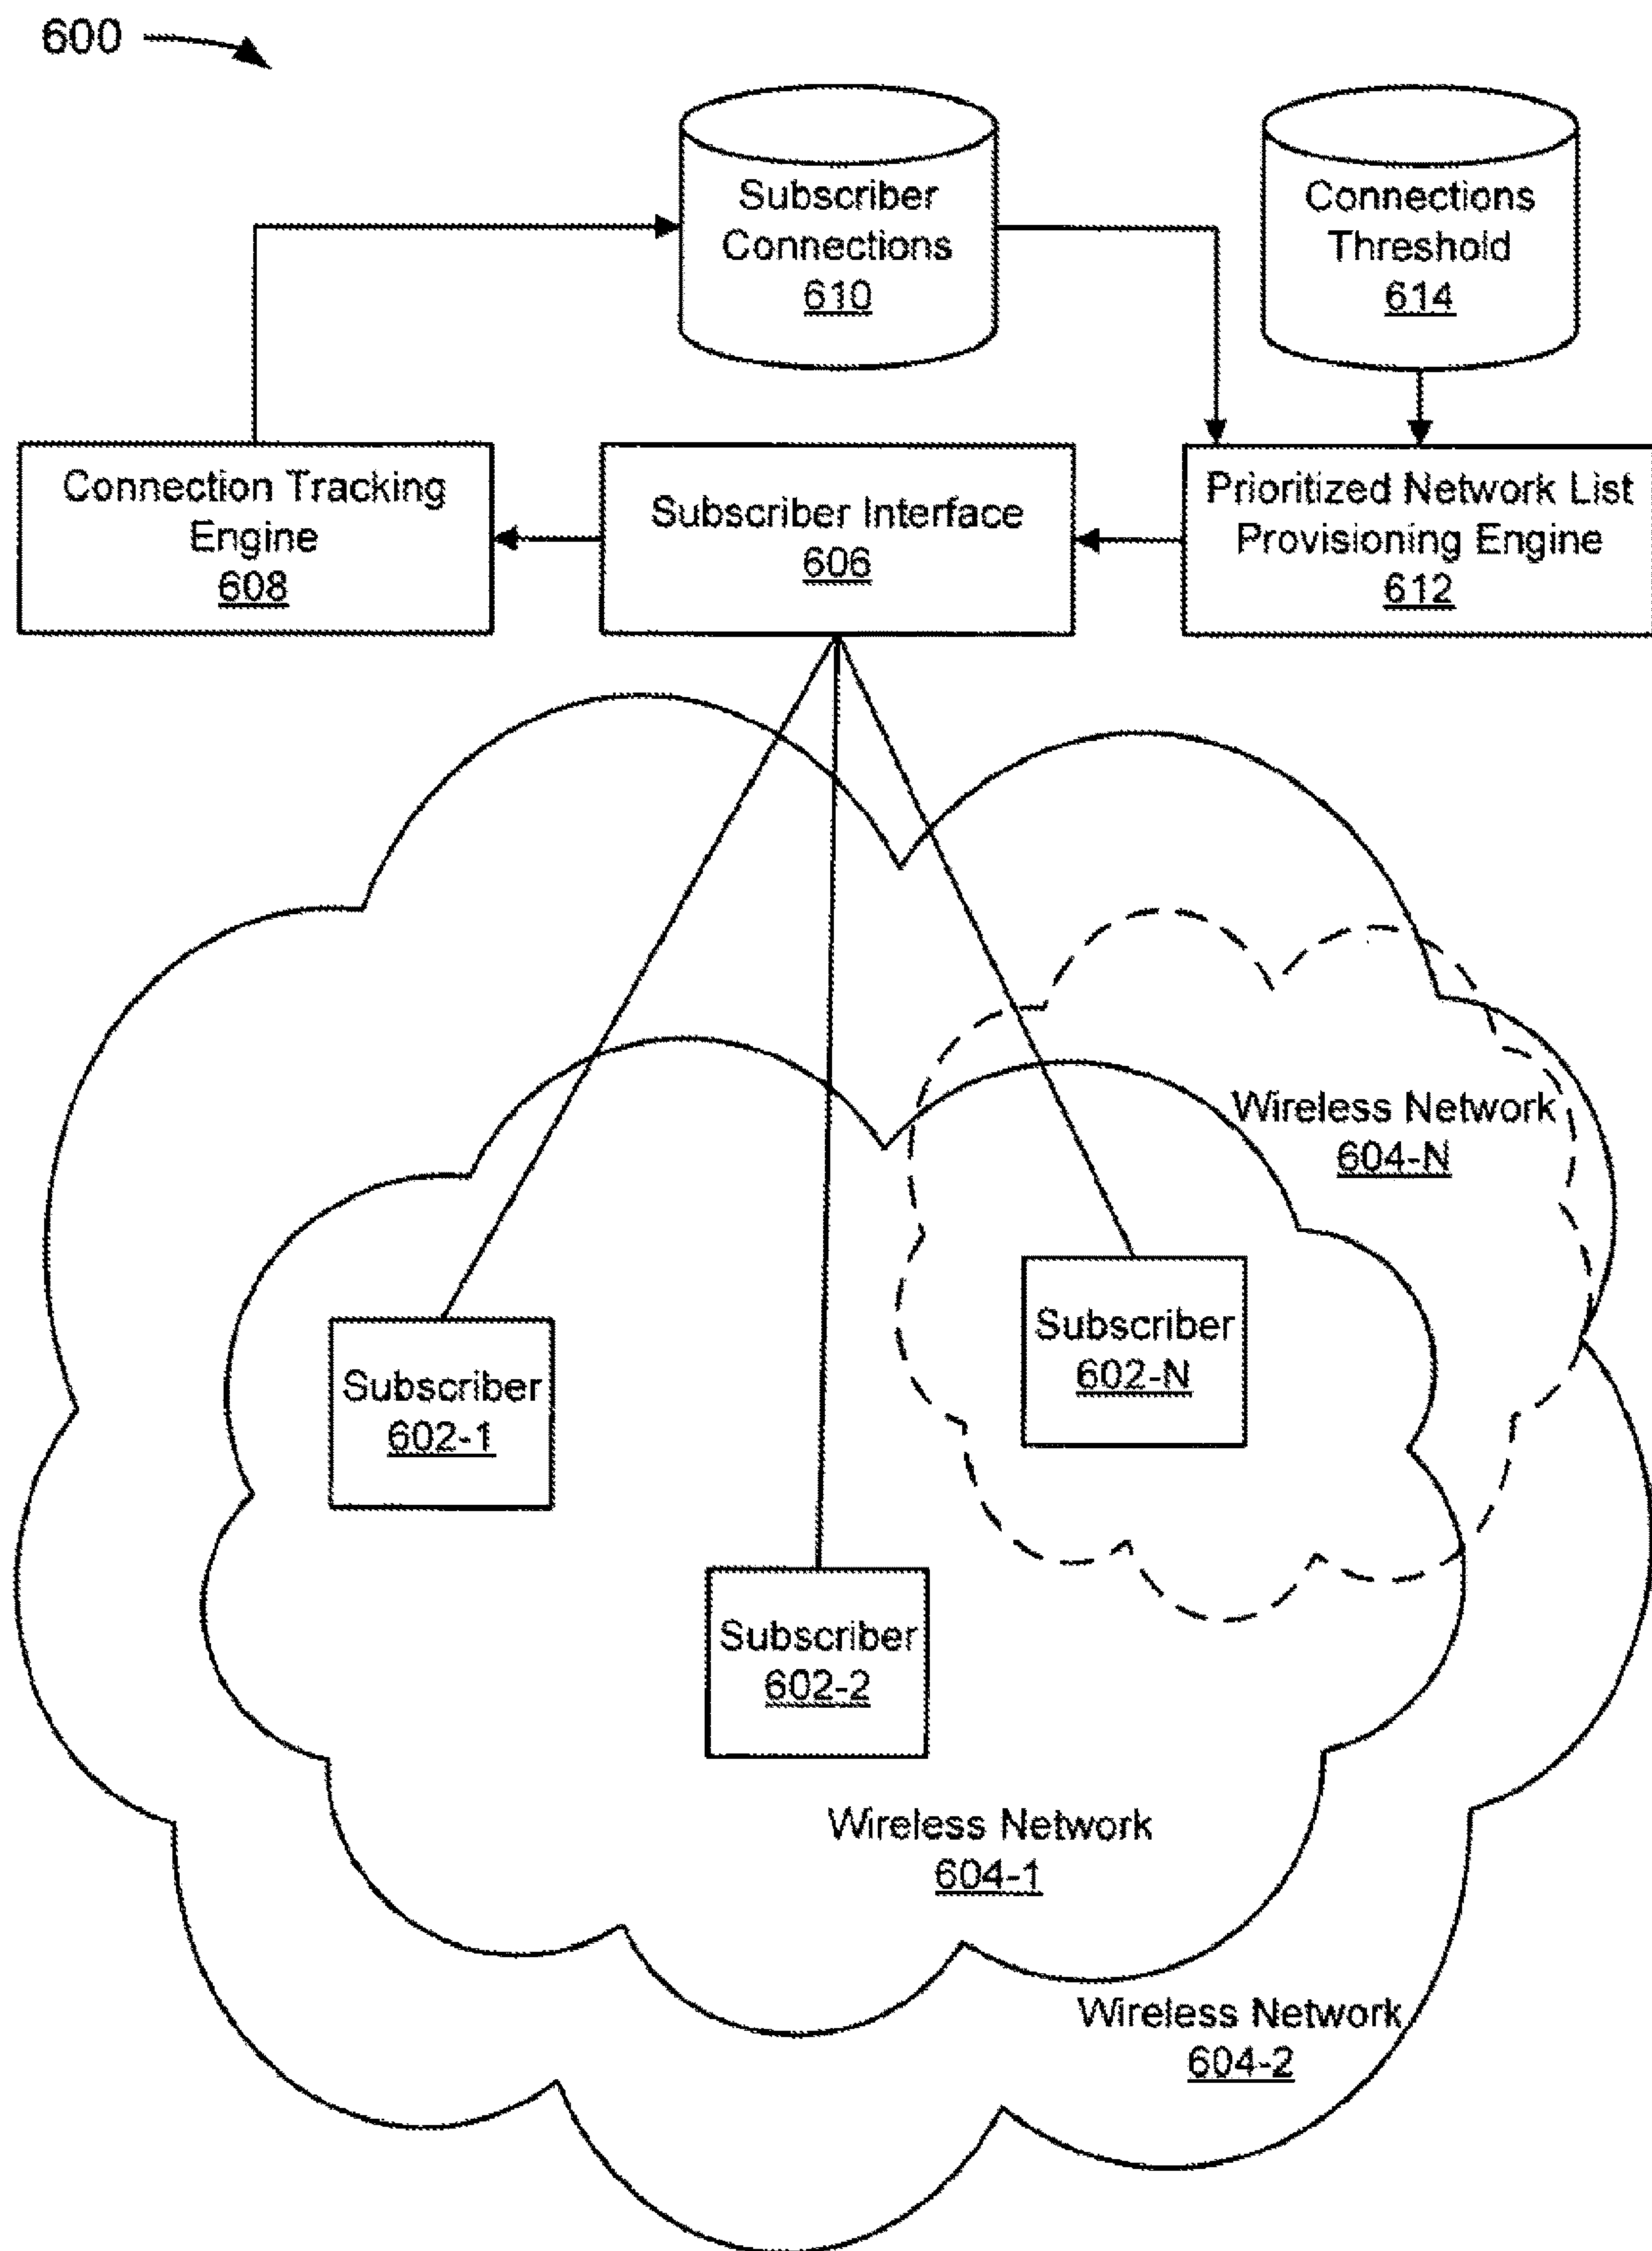 600
Subscriber
Connections
610
Connections
Threshold
614
Connection Tracking
Engine
608
Subscriber Interface
606
Prioritized Network List
Provisioning Engine
612
Wireless Network
604-N
Subscriber
602-N
Subscriber
602-1
Subscriber
602-2
Wireless Network
604-1
Wireless Network
604-2